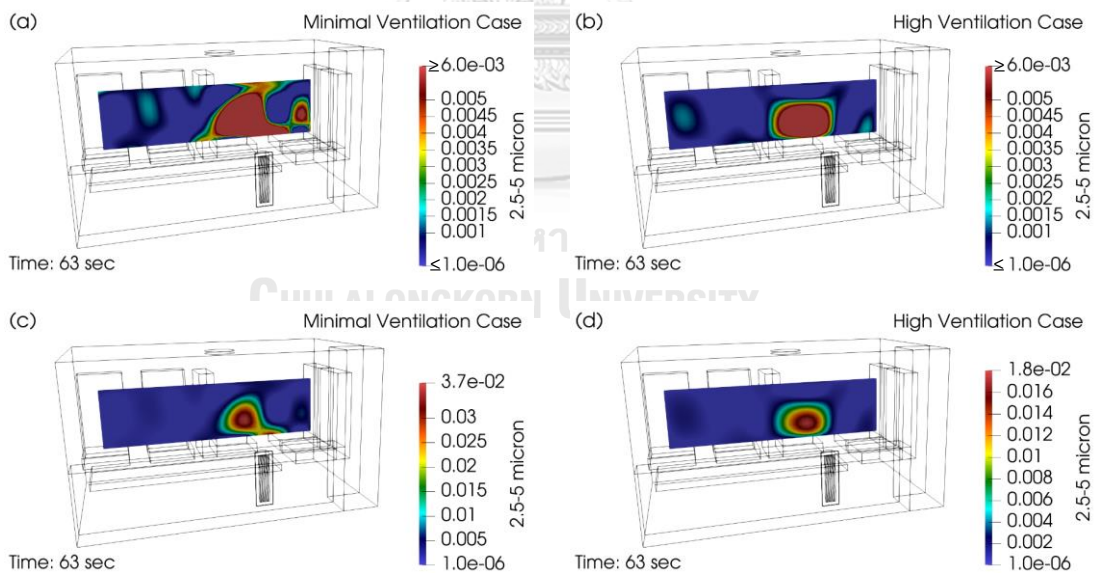 (a) Minimal Ventilation Case
≥6.0e-03
0.005
0.0045
0.004
0.0035
0.003
0.0025
0.002
0.0015
0.001
≤1.0e-06
2.5-5 micron
Time: 63 sec
(b) High Ventilation Case
≥6.0e-03
0.005
0.0045
0.004
0.0035
0.003
0.0025
0.002
0.0015
0.001
≤1.0e-06
2.5-5 micron
Time: 63 sec
CHULALONGKORN UNIVERSITY
(c) Minimal Ventilation Case
3.7e-02
0.03
0.025
0.02
0.015
0.01
0.005
1.0e-06
2.5-5 micron
Time: 63 sec
(d) High Ventilation Case
1.8e-02
0.016
0.014
0.012
0.01
0.008
0.006
0.004
0.002
1.0e-06
2.5-5 micron
Time: 63 sec